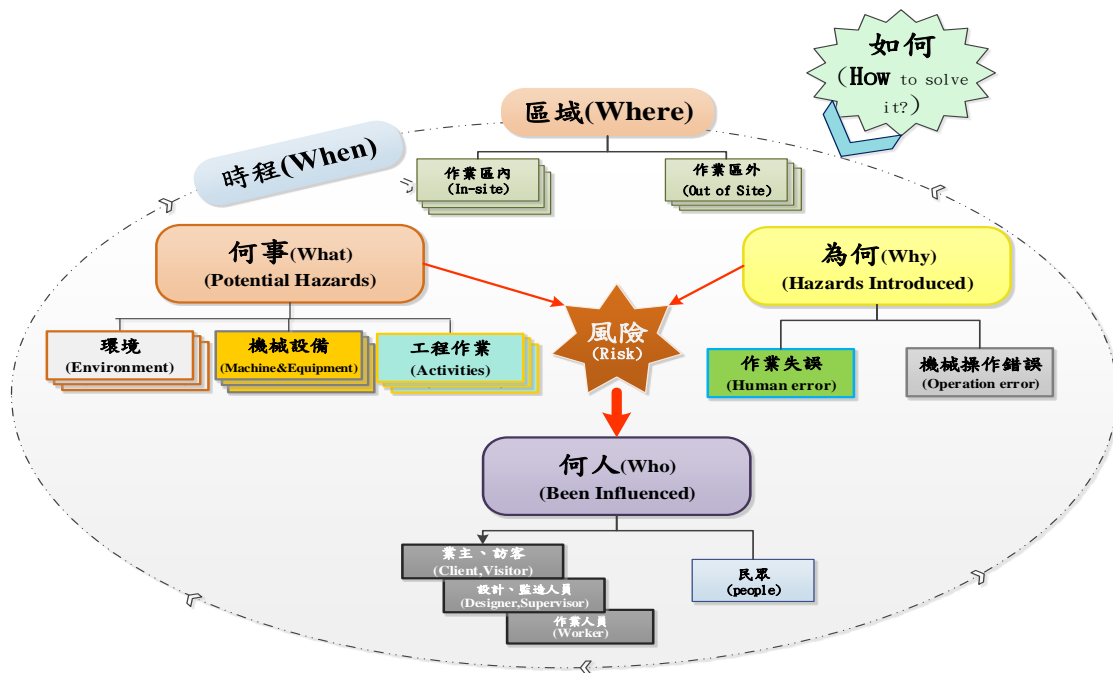 如何
(How to solve
it?)
區域(Where)
時程(When)
作業區內
(In-site)
作業區外
(Out of Site)
何事(What)
(Potential Hazards)
為何(Why)
(Hazards Introduced)
風險
(Risk)
環境
(Environment)
機械設備
(Machine&Equipment)
工程作業
(Activities)
作業失誤
(Human error)
機械操作錯誤
(Operation error)
何人(Who)
(Been Influenced)
業主、訪客
(Client,Visitor)
設計、監造人員
(Designer,Supervisor)
作業人員
(Worker)
民眾
(people)